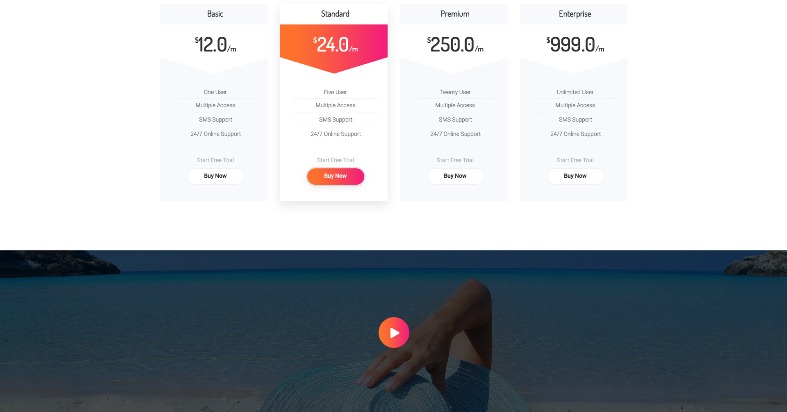 Basic
$12.0/m
One User
Multiple Access
SMS Support
24/7 Online Support
Start Free Trial
Buy Now
Standard
$24.0/m
Five User
Multiple Access
SMS Support
24/7 Online Support
Start Free Trial
Buy Now
Premium
$250.0/m
Twenty User
Multiple Access
SMS Support
24/7 Online Support
Start Free Trial
Buy Now
Enterprise
$999.0/m
Unlimited User
Multiple Access
SMS Support
24/7 Online Support
Start Free Trial
Buy Now